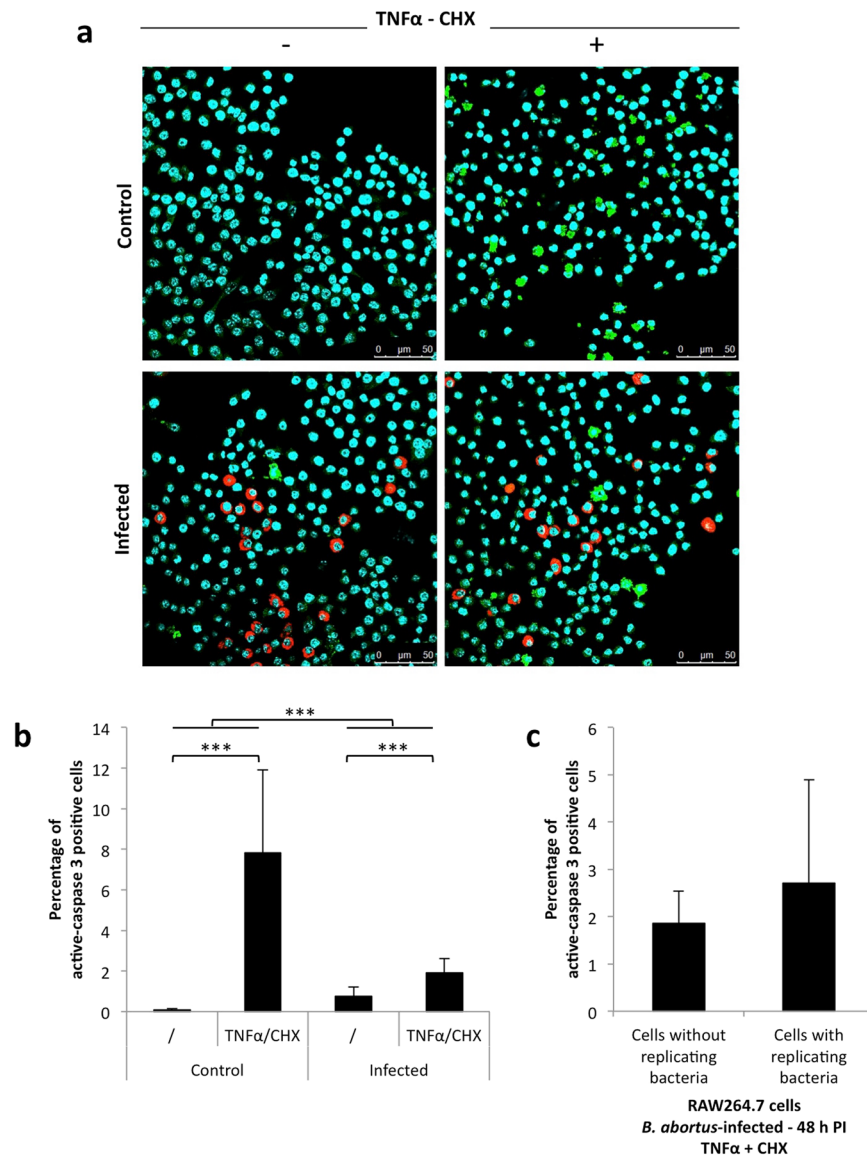 a
TNFα - CHX
- +
Control
0 µm 50
0 µm 50
Infected
0 µm 50
0 µm 50
b
Percentage of
active-caspase 3 positive cells
14
12
10
8
6
4
2
0
***
***
***
/ TNFα/CHX / TNFα/CHX
Control Infected
c
Percentage of
active-caspase 3 positive cells
6
5
4
3
2
1
0
Cells without
replicating
bacteria
Cells with
replicating
bacteria
RAW264.7 cells
B. abortus-infected - 48 h PI
TNFα + CHX